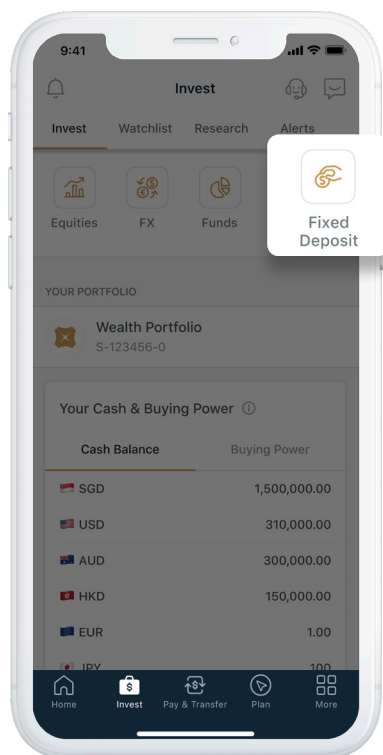 9:41
Invest
Invest Watchlist Research Alerts
Equities FX Funds Fixed
Deposit
YOUR PORTFOLIO
Wealth Portfolio
S-123456-0
Your Cash & Buying Power
Cash Balance Buying Power
SGD 1,500,000.00
USD 310,000.00
AUD 300,000.00
HKD 150,000.00
EUR 1.00
JPY 100
Home Invest Pay & Transfer Plan More